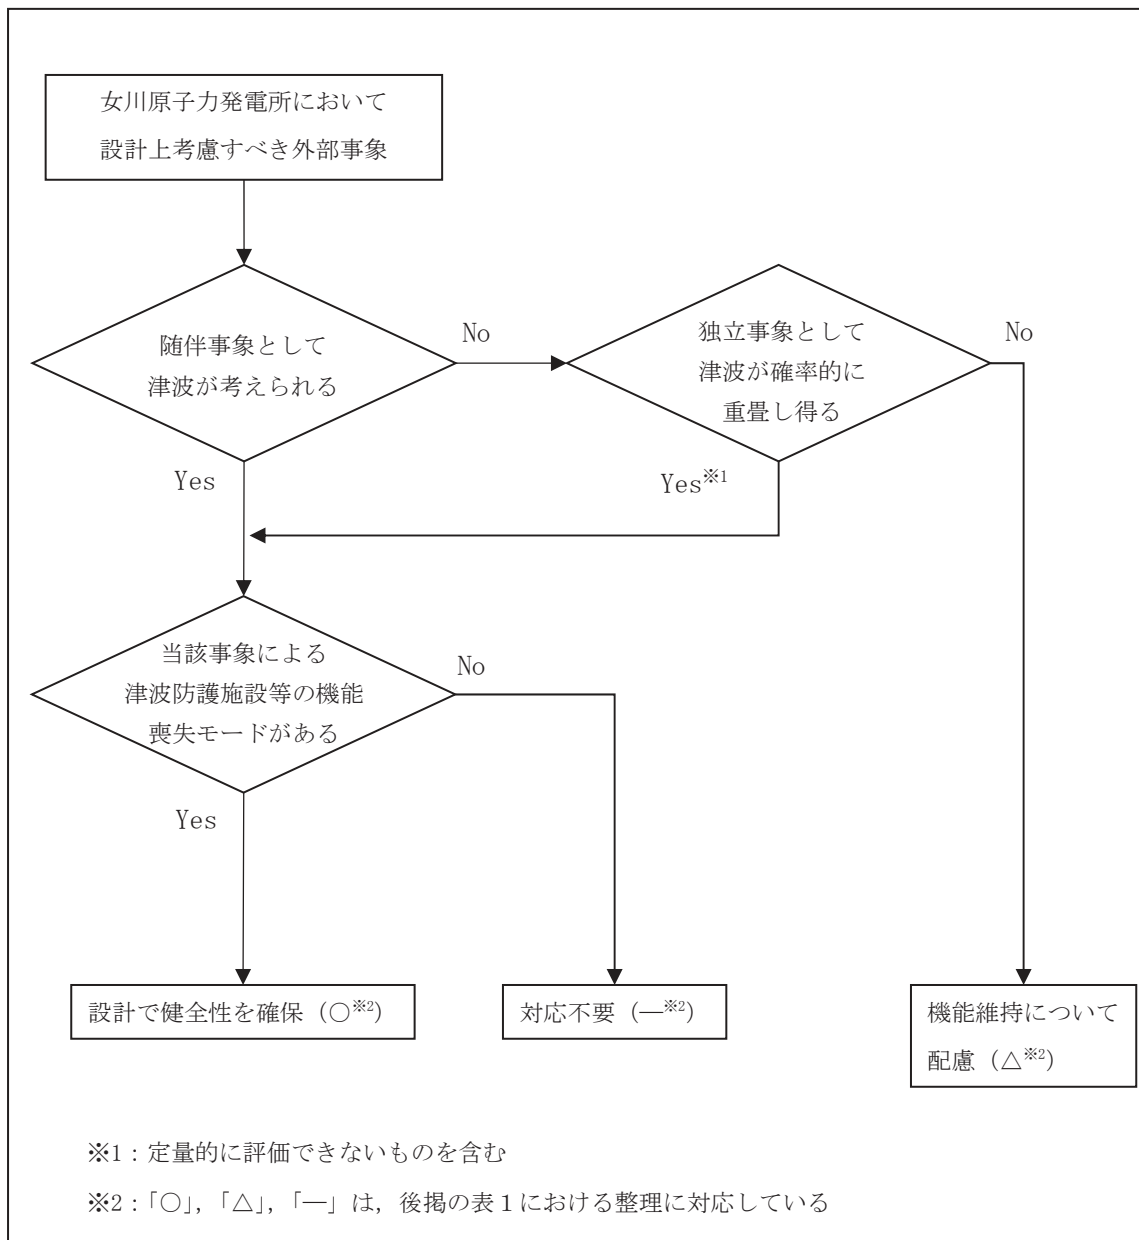 女川原子力発電所において
設計上考慮すべき外部事象
随伴事象として
津波が考えられる
No
独立事象として
津波が確率的に
重畳し得る
No
Yes
Yes※1
当該事象による
津波防護施設等の機能
喪失モードがある
No
Yes
設計で健全性を確保（○※2）
対応不要（―※2）
機能維持について
配慮（△※2）
※1：定量的に評価できないものを含む
※2：「○」，「△」，「―」は，後掲の表１における整理に対応している